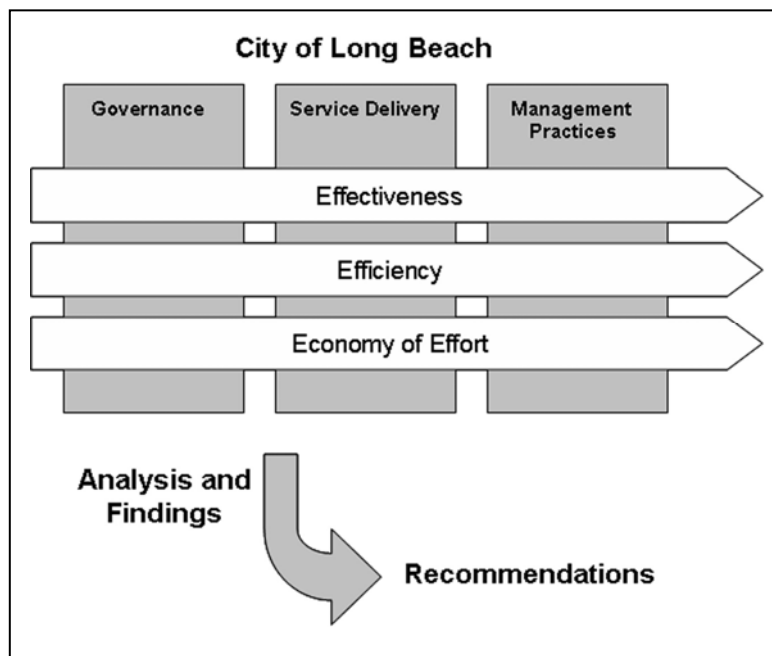 City of Long Beach
Governance
Service Delivery
Management
Practices
Effectiveness
Efficiency
Economy of Effort
Analysis and
Findings
Recommendations